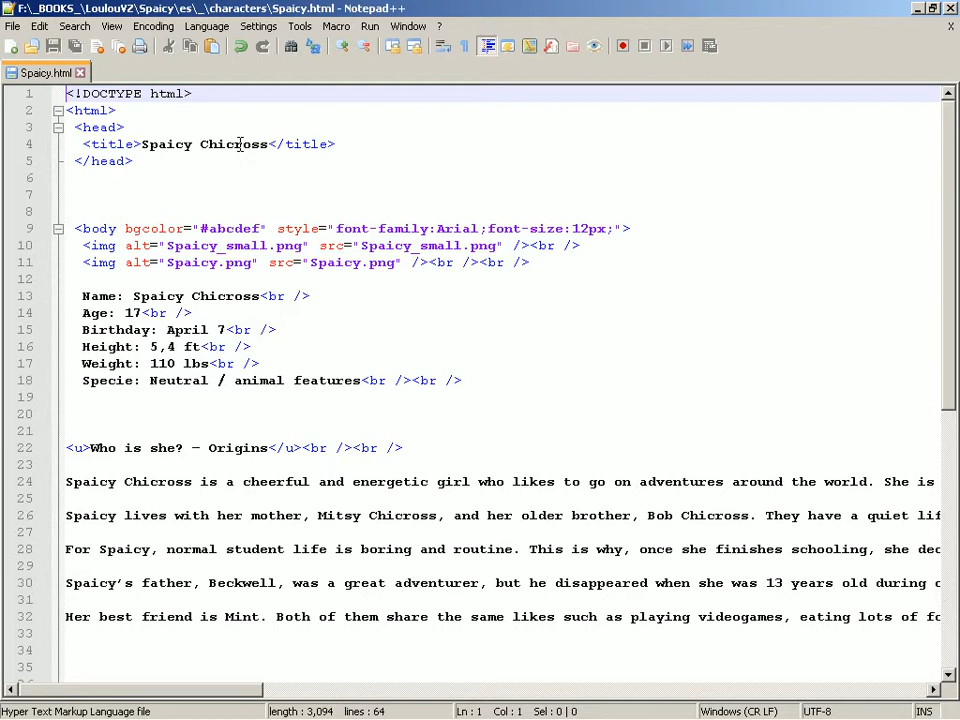 F:\_BOOKS_\LoulouVZ\Spaicy\es\_\characters\Spaicy.html - Notepad++
File Edit Search View Encoding Language Settings Tools Macro Run Window ?
X
Spaicy.html
1 <!DOCTYPE html>
2 <html>
3 <head>
4 <title>Spaicy Chicross</title>
5 </head>
6
7
8
9 <body bgcolor="#abcdef" style="font-family:Arial;font-size:12px;">
10 <img alt="Spaicy_small.png" src="Spaicy_small.png" /><br />
11 <img alt="Spaicy.png" src="Spaicy.png" /><br /><br />
12
13 Name: Spaicy Chicross<br />
14 Age: 17<br />
15 Birthday: April 7<br />
16 Height: 5,4 ft<br />
17 Weight: 110 lbs<br />
18 Specie: Neutral / animal features<br /><br />
19
20
21
22 <u>Who is she? - Origins</u><br /><br />
23
24 Spaicy Chicross is a cheerful and energetic girl who likes to go on adventures around the world. She is
25
26 Spaicy lives with her mother, Mitsy Chicross, and her older brother, Bob Chicross. They have a quiet lif
27
28 For Spaicy, normal student life is boring and routine. This is why, once she finishes schooling, she dec
29
30 Spaicy's father, Beckwell, was a great adventurer, but he disappeared when she was 13 years old during
31
32 Her best friend is Mint. Both of them share the same likes such as playing videogames, eating lots of fo
33
34
35
Hyper Text Markup Language file length : 3,094 lines : 64 Ln : 1 Col : 1 Sel : 0 | 0 Windows (CR LF) UTF-8 INS